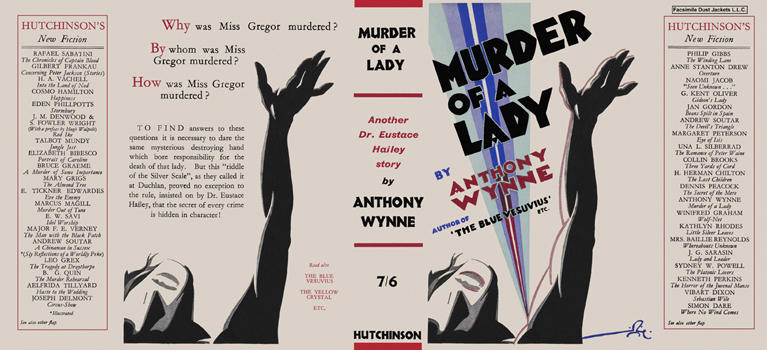 HUTCHINSON'S
New Fiction
RAFAEL SABATINI
The Chronicles of Captain Blood
GILBERT FRANKAU
Concerning Peter Jackson (Stories)
H. A. VACHELL
Into the Land of Nod
COSMO HAMILTON
Happiness
EDEN PHILLPOTTS
Stormbury
J. M. DENWOOD &
S. FOWLER WRIGHT
(With a preface by Hugh Walpole)
Red Ike
TALBOT MUNDY
Jungle Jest
ELIZABETH BIBESCO
Portrait of Caroline
BRUCE GRAEME
A Murder of Some Importance
MARY GRIGS
The Almond Tree
E. TICKNER EDWARDES
Eve the Enemy
MARCUS MAGILL
Murder Out of Tune
E. W. SAVI
Idol Worship
MAJOR F. E. VERNEY
The Man with the Black Patch
ANDREW SOUTAR
A Chinaman in Sussex
*(Sly Reflections of a Worldly Peke)
LEO GREX
The Tragedy at Draythorpe
B. G. QUIN
The Murder Rehearsal
AELFRIDA TILLYARD
Haste to the Wedding
JOSEPH DELMONT
Circus-Show
*Illustrated
See also other flap.
Why was Miss Gregor murdered?
By whom was Miss
Gregor murdered?
How was Miss Gregor
murdered?
TO FIND answers to these
questions it is necessary to dare the
same mysterious destroying hand
which bore responsibility for the
death of that lady. But this "riddle
of the Silver Scale", as they called it
at Duchlan, proved no exception to
the rule, insisted on by Dr. Eustace
Hailey, that the secret of every crime
is hidden in character!
Read also
THE BLUE
VESUVIUS
THE YELLOW
CRYSTAL
ETC.
MURDER
OF A
LADY
Another
Dr. Eustace
Hailey
story
by
ANTHONY
WYNNE
7/6
HUTCHINSON
MURDER
OF A
LADY
BY ANTHONY
WYNNE
AUTHOR OF 'THE BLUE VESUVIUS'
ETC.
Facsimile Dust Jackets L.L.C.
HUTCHINSON'S
New Fiction
PHILIP GIBBS
The Winding Lane
ANNE STANTON DREW
Overture
NAOMI JACOB
"Seen Unknown . . ."
G. KENT OLIVER
Gideon's Lady
JAN GORDON
Beans Spilt in Spain
ANDREW SOUTAR
The Devil's Triangle
MARGARET PETERSON
Eye of Isis
UNA L. SILBERRAD
The Romance of Peter Waine
COLLIN BROOKS
Three Yards of Cord
H. HERMAN CHILTON
The Lost Children
DENNIS PEACOCK
The Secret of the Mere
ANTHONY WYNNE
Murder of a Lady
WINIFRED GRAHAM
Wolf-Net
KATHLYN RHODES
Little Silver Leaves
MRS. BAILLIE REYNOLDS
Whereabouts Unknown
J. G. SARASIN
Lady and Leader
SYDNEY W. POWELL
The Platonic Lovers
KENNETH PERKINS
The Horror of the Juvenal Manse
VIBART DIXON
Sebastian Wile
SIMON DARE
Where No Wind Comes
See also other flap.